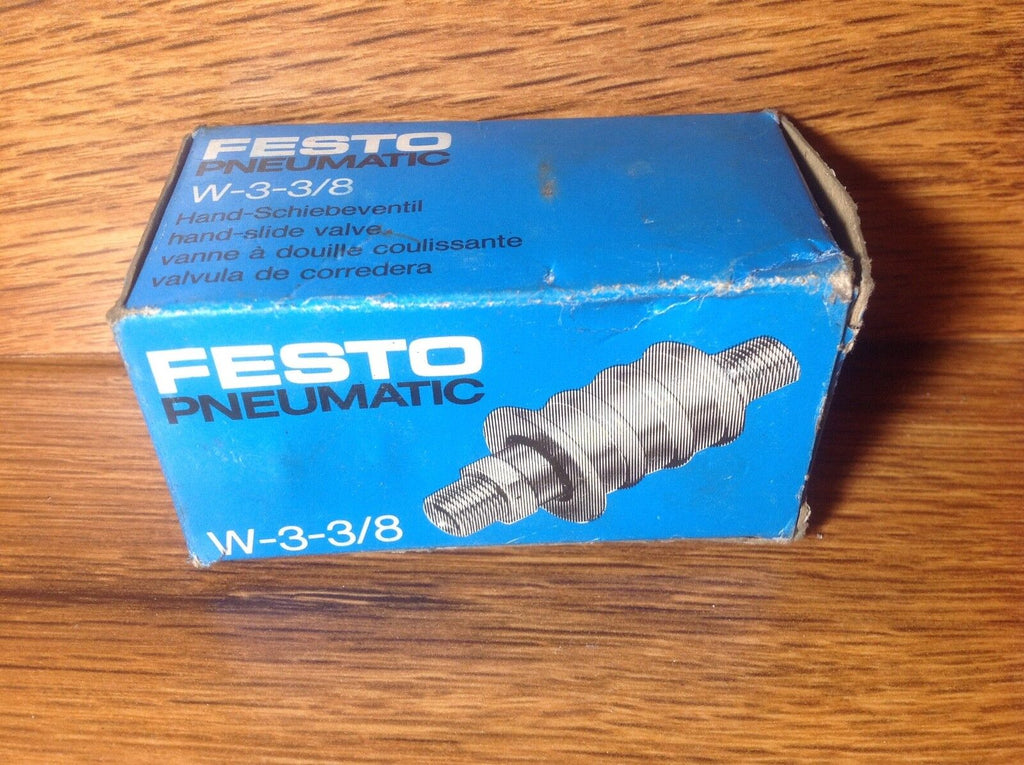 FESTO
PNEUMATIC
W-3-3/8
Hand-Schiebeventil
hand-slide valve
vanne à douille coulissante
valvula de corredera
FESTO
PNEUMATIC
W-3-3/8